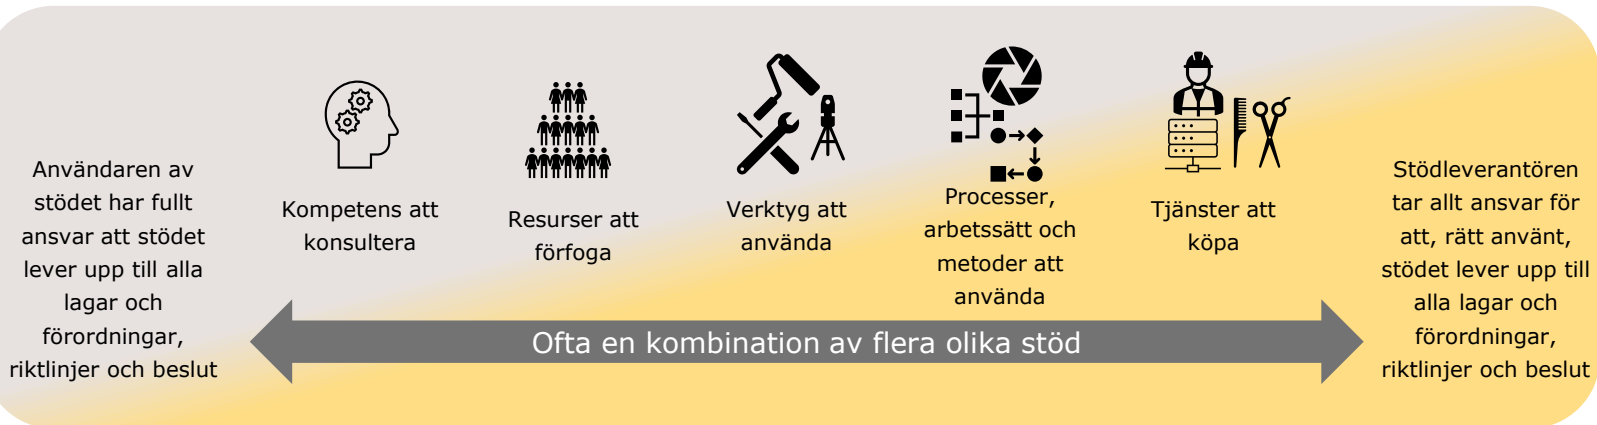 Användaren av
stödet har fullt
ansvar att stödet
lever upp till alla
lagar och
förordningar,
riktlinjer och beslut
Kompetens att
konsultera
Resurser att
förfoga
Verktyg att
använda
Processer,
arbetssätt och
metoder att
använda
Tjänster att
köpa
Stödleverantören
tar allt ansvar för
att, rätt använt,
stödet lever upp till
alla lagar och
förordningar,
riktlinjer och beslut
Ofta en kombination av flera olika stöd